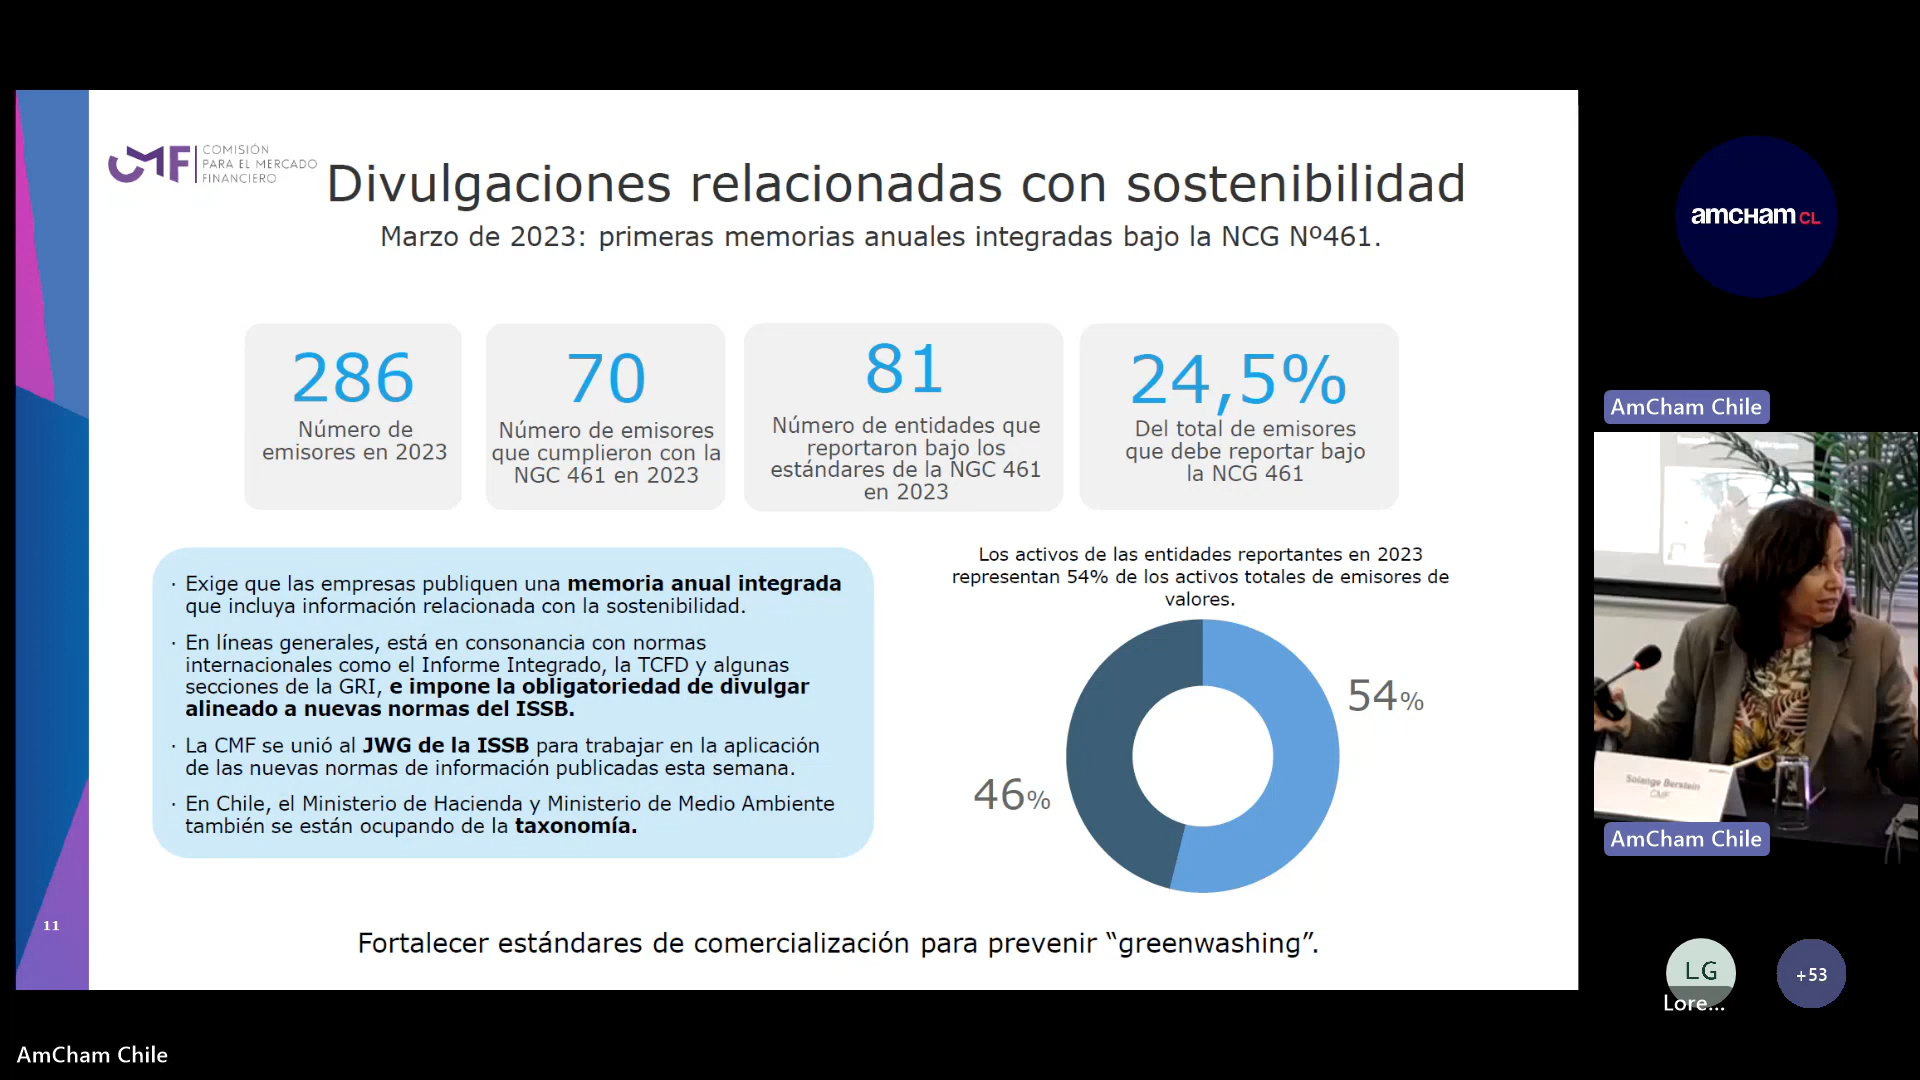 CMF
COMISIÓN
PARA EL MERCADO
FINANCIERO
Divulgaciones relacionadas con sostenibilidad
Marzo de 2023: primeras memorias anuales integradas bajo la NCG Nº461.
286
Número de
emisores en 2023
70
Número de emisores
que cumplieron con la
NGC 461 en 2023
81
Número de entidades que
reportaron bajo los
estándares de la NGC 461
en 2023
24,5%
Del total de emisores
que debe reportar bajo
la NCG 461
· Exige que las empresas publiquen una memoria anual integrada
que incluya información relacionada con la sostenibilidad.
· En líneas generales, está en consonancia con normas
internacionales como el Informe Integrado, la TCFD y algunas
secciones de la GRI, e impone la obligatoriedad de divulgar
alineado a nuevas normas del ISSB.
· La CMF se unió al JWG de la ISSB para trabajar en la aplicación
de las nuevas normas de información publicadas esta semana.
· En Chile, el Ministerio de Hacienda y Ministerio de Medio Ambiente
también se están ocupando de la taxonomía.
Los activos de las entidades reportantes en 2023
representan 54% de los activos totales de emisores de
valores.
54%
46%
Fortalecer estándares de comercialización para prevenir “greenwashing”.
11
AmCham Chile
amCHam CL
AmCham Chile
Solange Berstein
CMF
AmCham Chile
LG
Lore...
+53